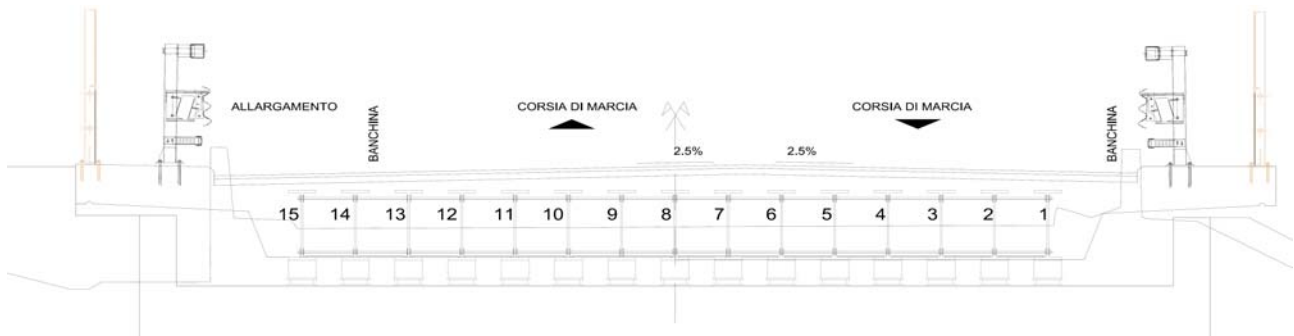 ALLARGAMENTO
BANCHINA
CORSIA DI MARCIA
CORSIA DI MARCIA
BANCHINA
2.5%
2.5%
15 14 13 12 11 10 9 8 7 6 5 4 3 2 1